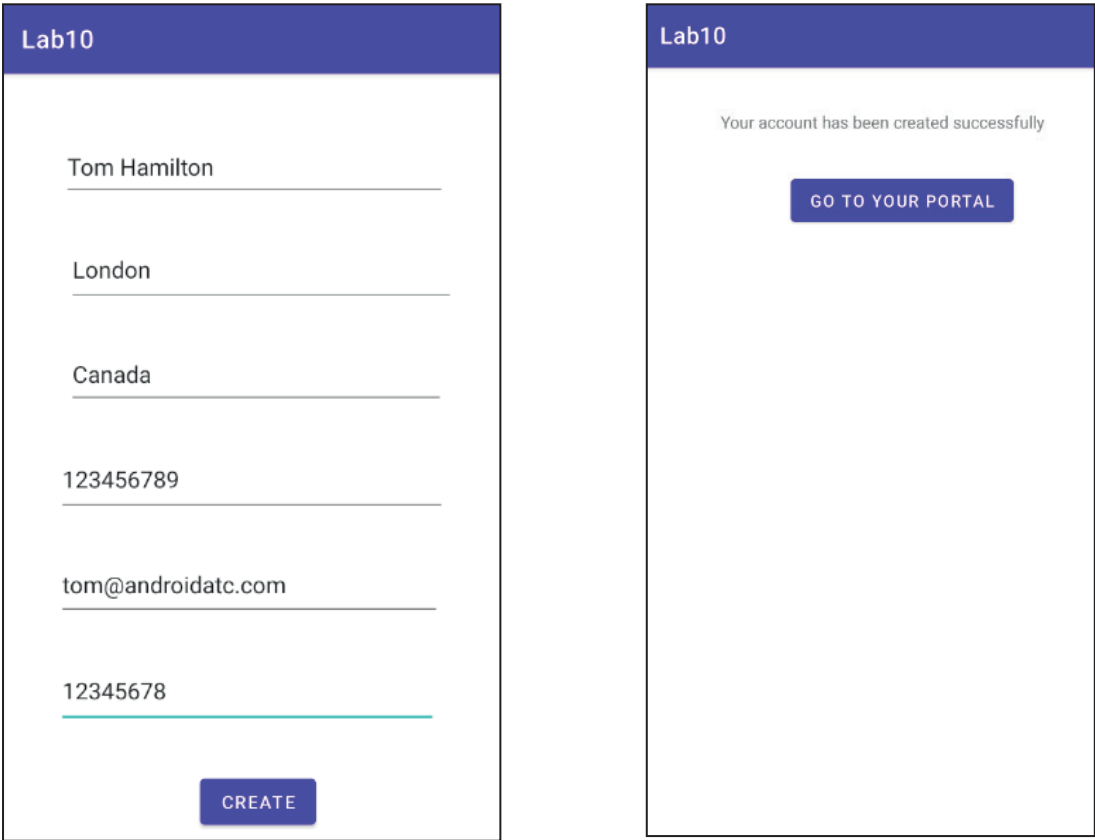 Lab10
Tom Hamilton
London
Canada
123456789
tom@androidatc.com
12345678
CREATE
Lab10
Your account has been created successfully
GO TO YOUR PORTAL